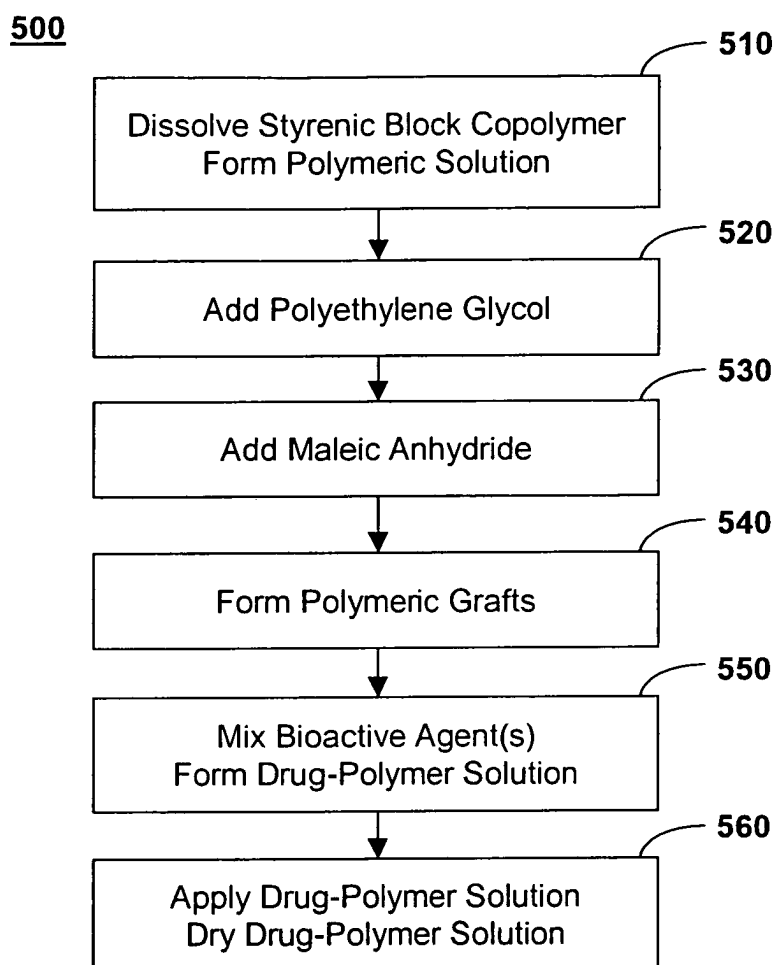 500
510
Dissolve Styrenic Block Copolymer
Form Polymeric Solution
520
Add Polyethylene Glycol
530
Add Maleic Anhydride
540
Form Polymeric Grafts
550
Mix Bioactive Agent(s)
Form Drug-Polymer Solution
560
Apply Drug-Polymer Solution
Dry Drug-Polymer Solution